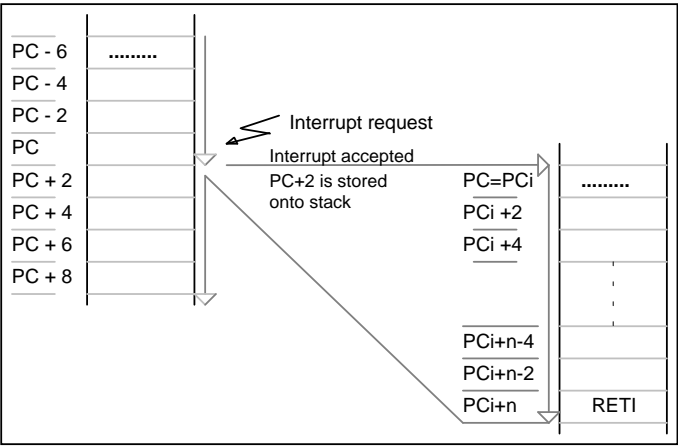 PC - 6
.........
PC - 4
PC - 2
PC
PC + 2
PC + 4
PC + 6
PC + 8
Interrupt request
Interrupt accepted
PC+2 is stored
onto stack
PC=PCi
.........
PCi +2
PCi +4
PCi+n-4
PCi+n-2
PCi+n
RETI